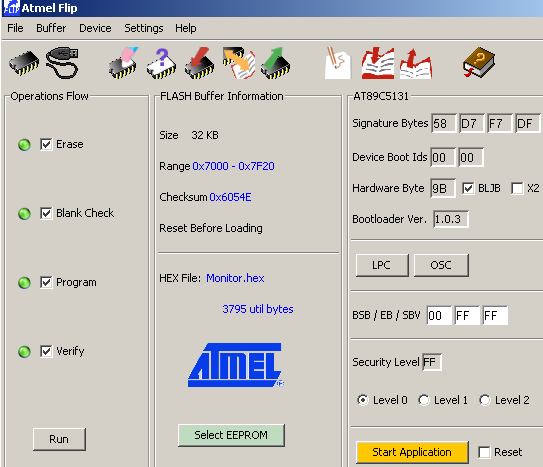 Atmel Flip
File Buffer Device Settings Help
Operations Flow
Erase
Blank Check
Program
Verify
Run
FLASH Buffer Information
Size 32 KB
Range 0x7000 - 0x7F20
Checksum 0x6054E
Reset Before Loading
HEX File: Monitor.hex
3795 util bytes
ATMEL
Select EEPROM
AT89C5131
Signature Bytes 58 D7 F7 DF
Device Boot Ids 00 00
Hardware Byte 9B BLJB X2
Bootloader Ver. 1.0.3
LPC OSC
BSB / EB / SBV 00 FF FF
Security Level FF
Level 0 Level 1 Level 2
Start Application Reset